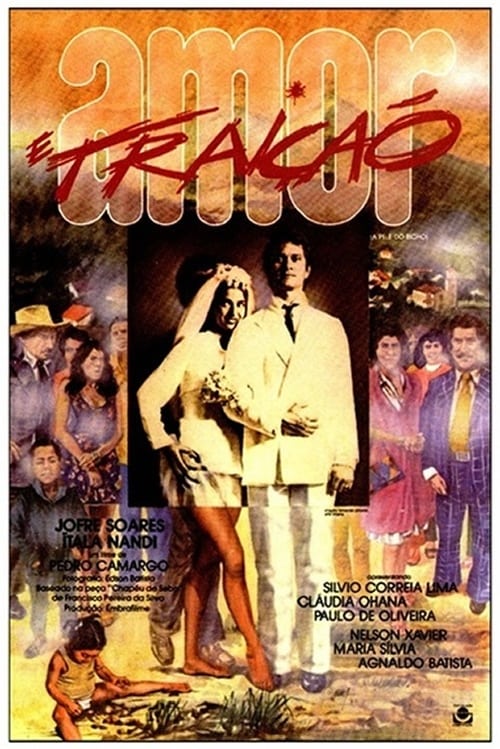 amor
E TRAIÇAÕ
(A PELE DO BICHO)
JOFRE SOARES
ÍTALA NANDI
um filme de
PEDRO CAMARGO
Fotografia: Edson Batista
Baseado na peça "Chapéu de Sebo"
de Francisco Pereira da Silva
Produção: Embrafilme
apresentando
SILVIO CORREIA LIMA
CLÁUDIA OHANA
PAULO DE OLIVEIRA
NELSON XAVIER
MARIA SÍLVIA
AGNALDO BATISTA